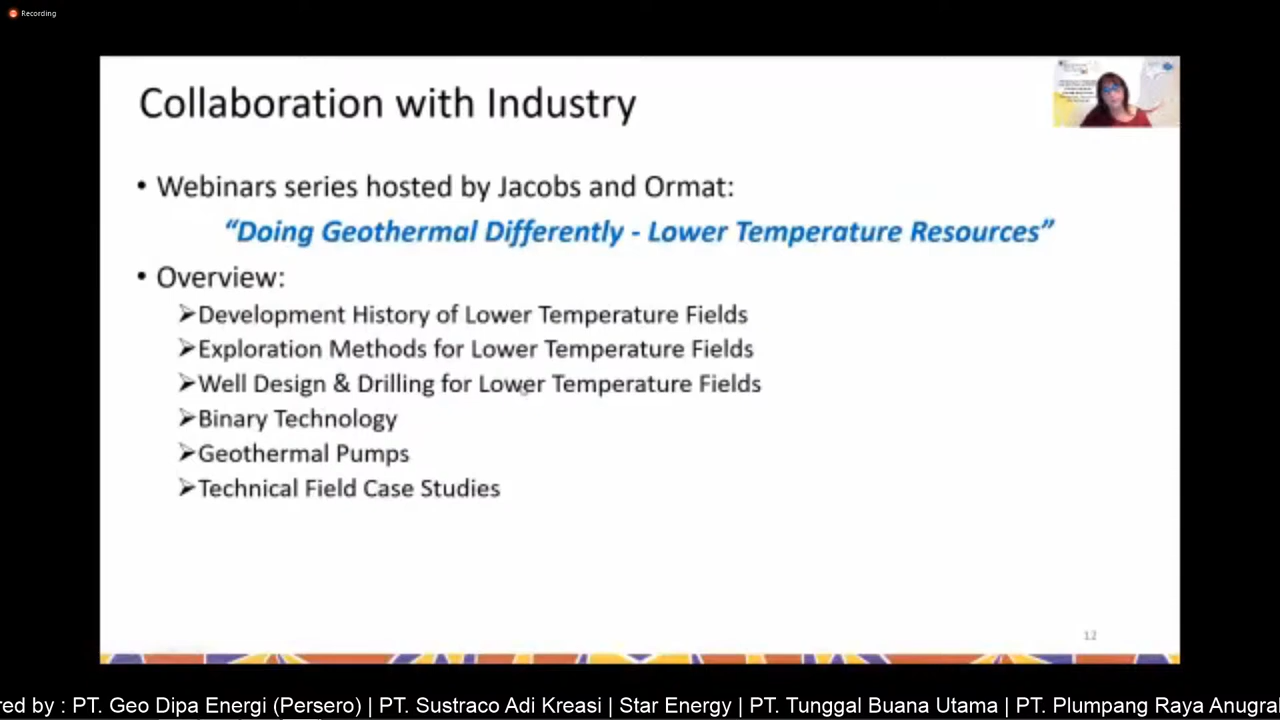 Recording
Collaboration with Industry
• Webinars series hosted by Jacobs and Ormat:
“Doing Geothermal Differently - Lower Temperature Resources”
• Overview:
➢Development History of Lower Temperature Fields
➢Exploration Methods for Lower Temperature Fields
➢Well Design & Drilling for Lower Temperature Fields
➢Binary Technology
➢Geothermal Pumps
➢Technical Field Case Studies
12
red by : PT. Geo Dipa Energi (Persero) | PT. Sustraco Adi Kreasi | Star Energy | PT. Tunggal Buana Utama | PT. Plumpang Raya Anugra